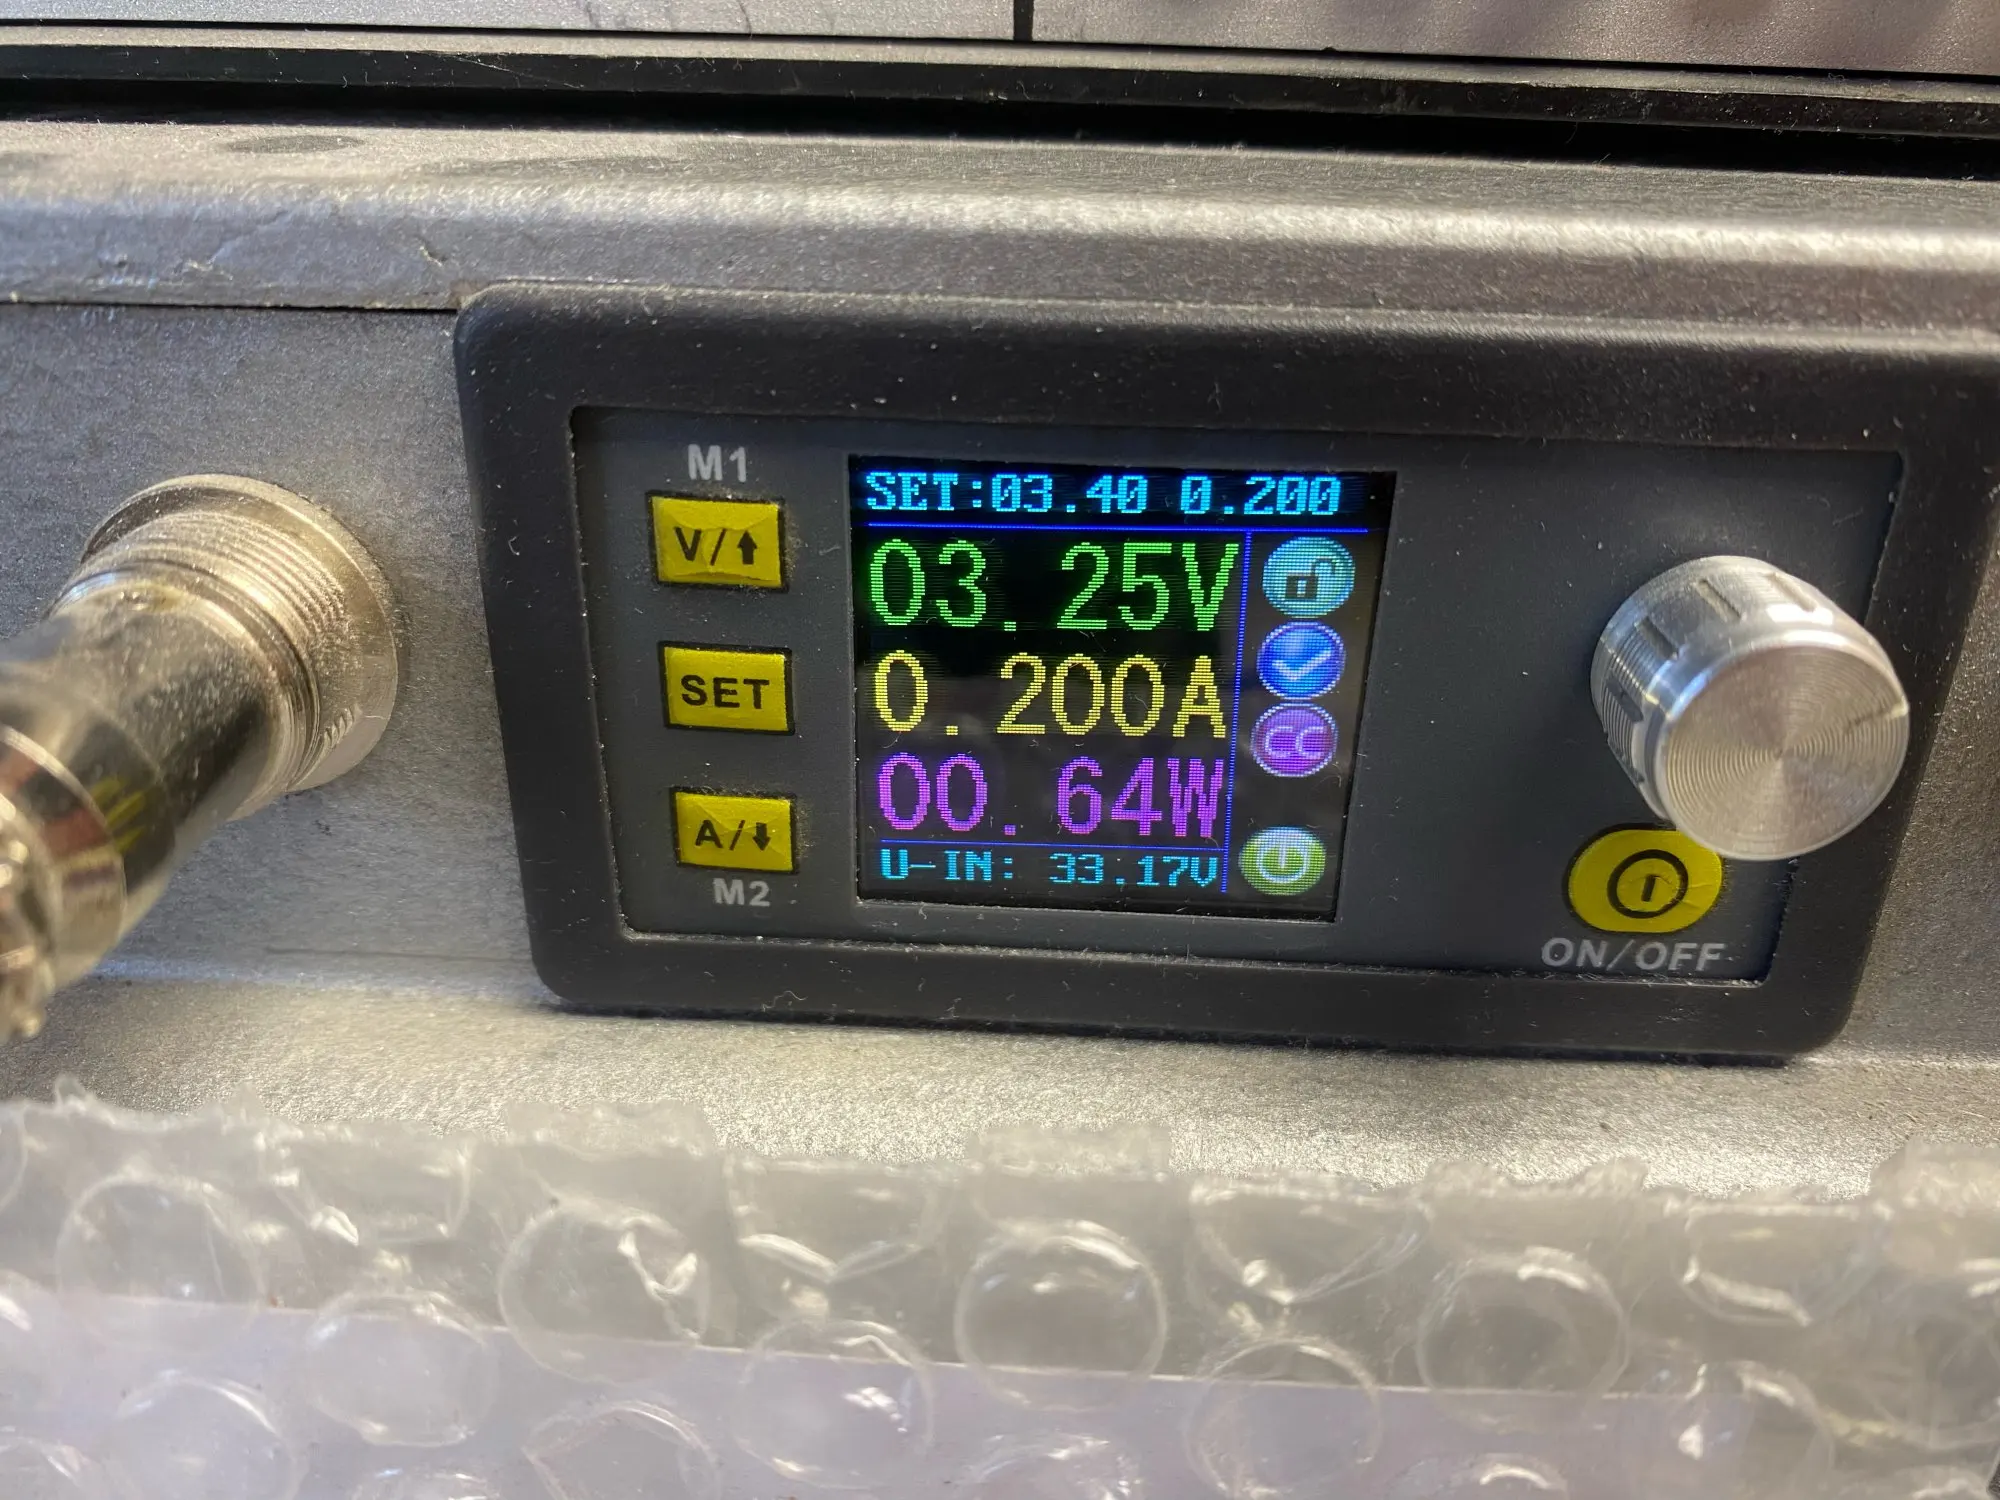 M1
V/↑
SET
A/↓
M2
SET:03.40 0.200
03.25V
0.200A
00.64W
U-IN: 33.17V
CC
ON/OFF